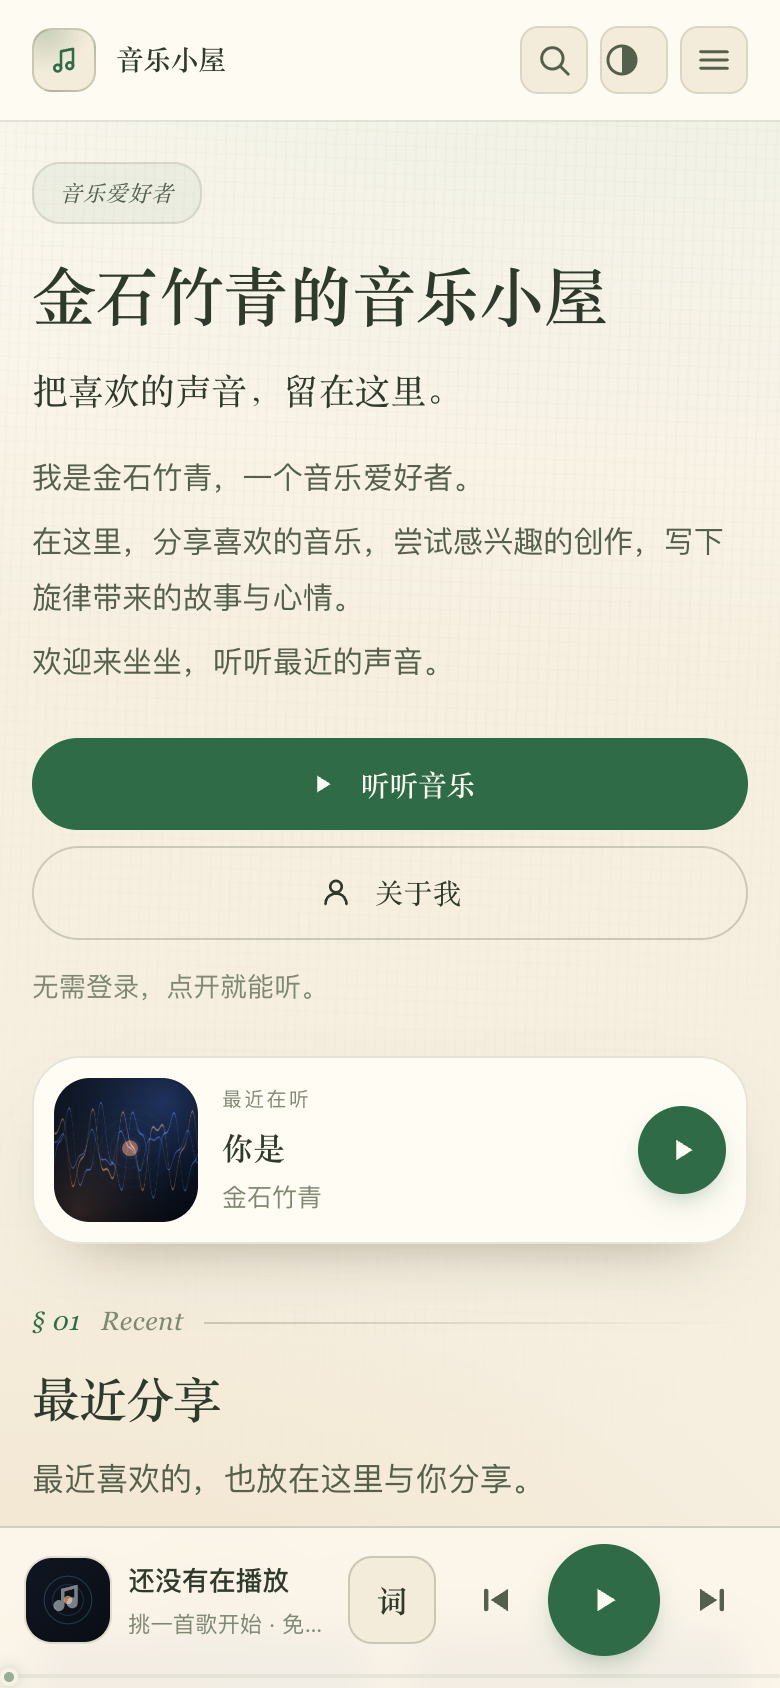 音乐小屋
音乐爱好者
金石竹青的音乐小屋
把喜欢的声音，留在这里。
我是金石竹青，一个音乐爱好者。
在这里，分享喜欢的音乐，尝试感兴趣的创作，写下
旋律带来的故事与心情。
欢迎来坐坐，听听最近的声音。
听听音乐
关于我
无需登录，点开就能听。
最近在听
你是
金石竹青
§ 01 Recent
最近分享
最近喜欢的，也放在这里与你分享。
还没有在播放
挑一首歌开始 · 免...
词